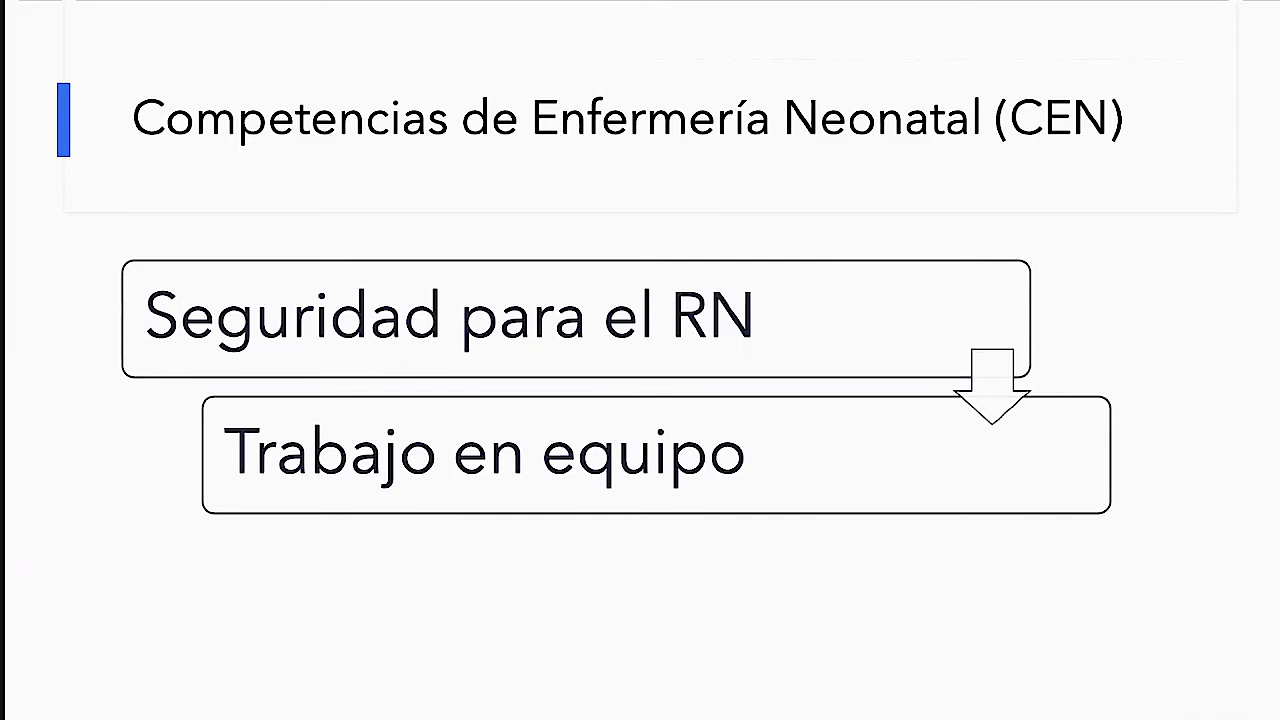 Competencias de Enfermería Neonatal (CEN)
Seguridad para el RN
Trabajo en equipo